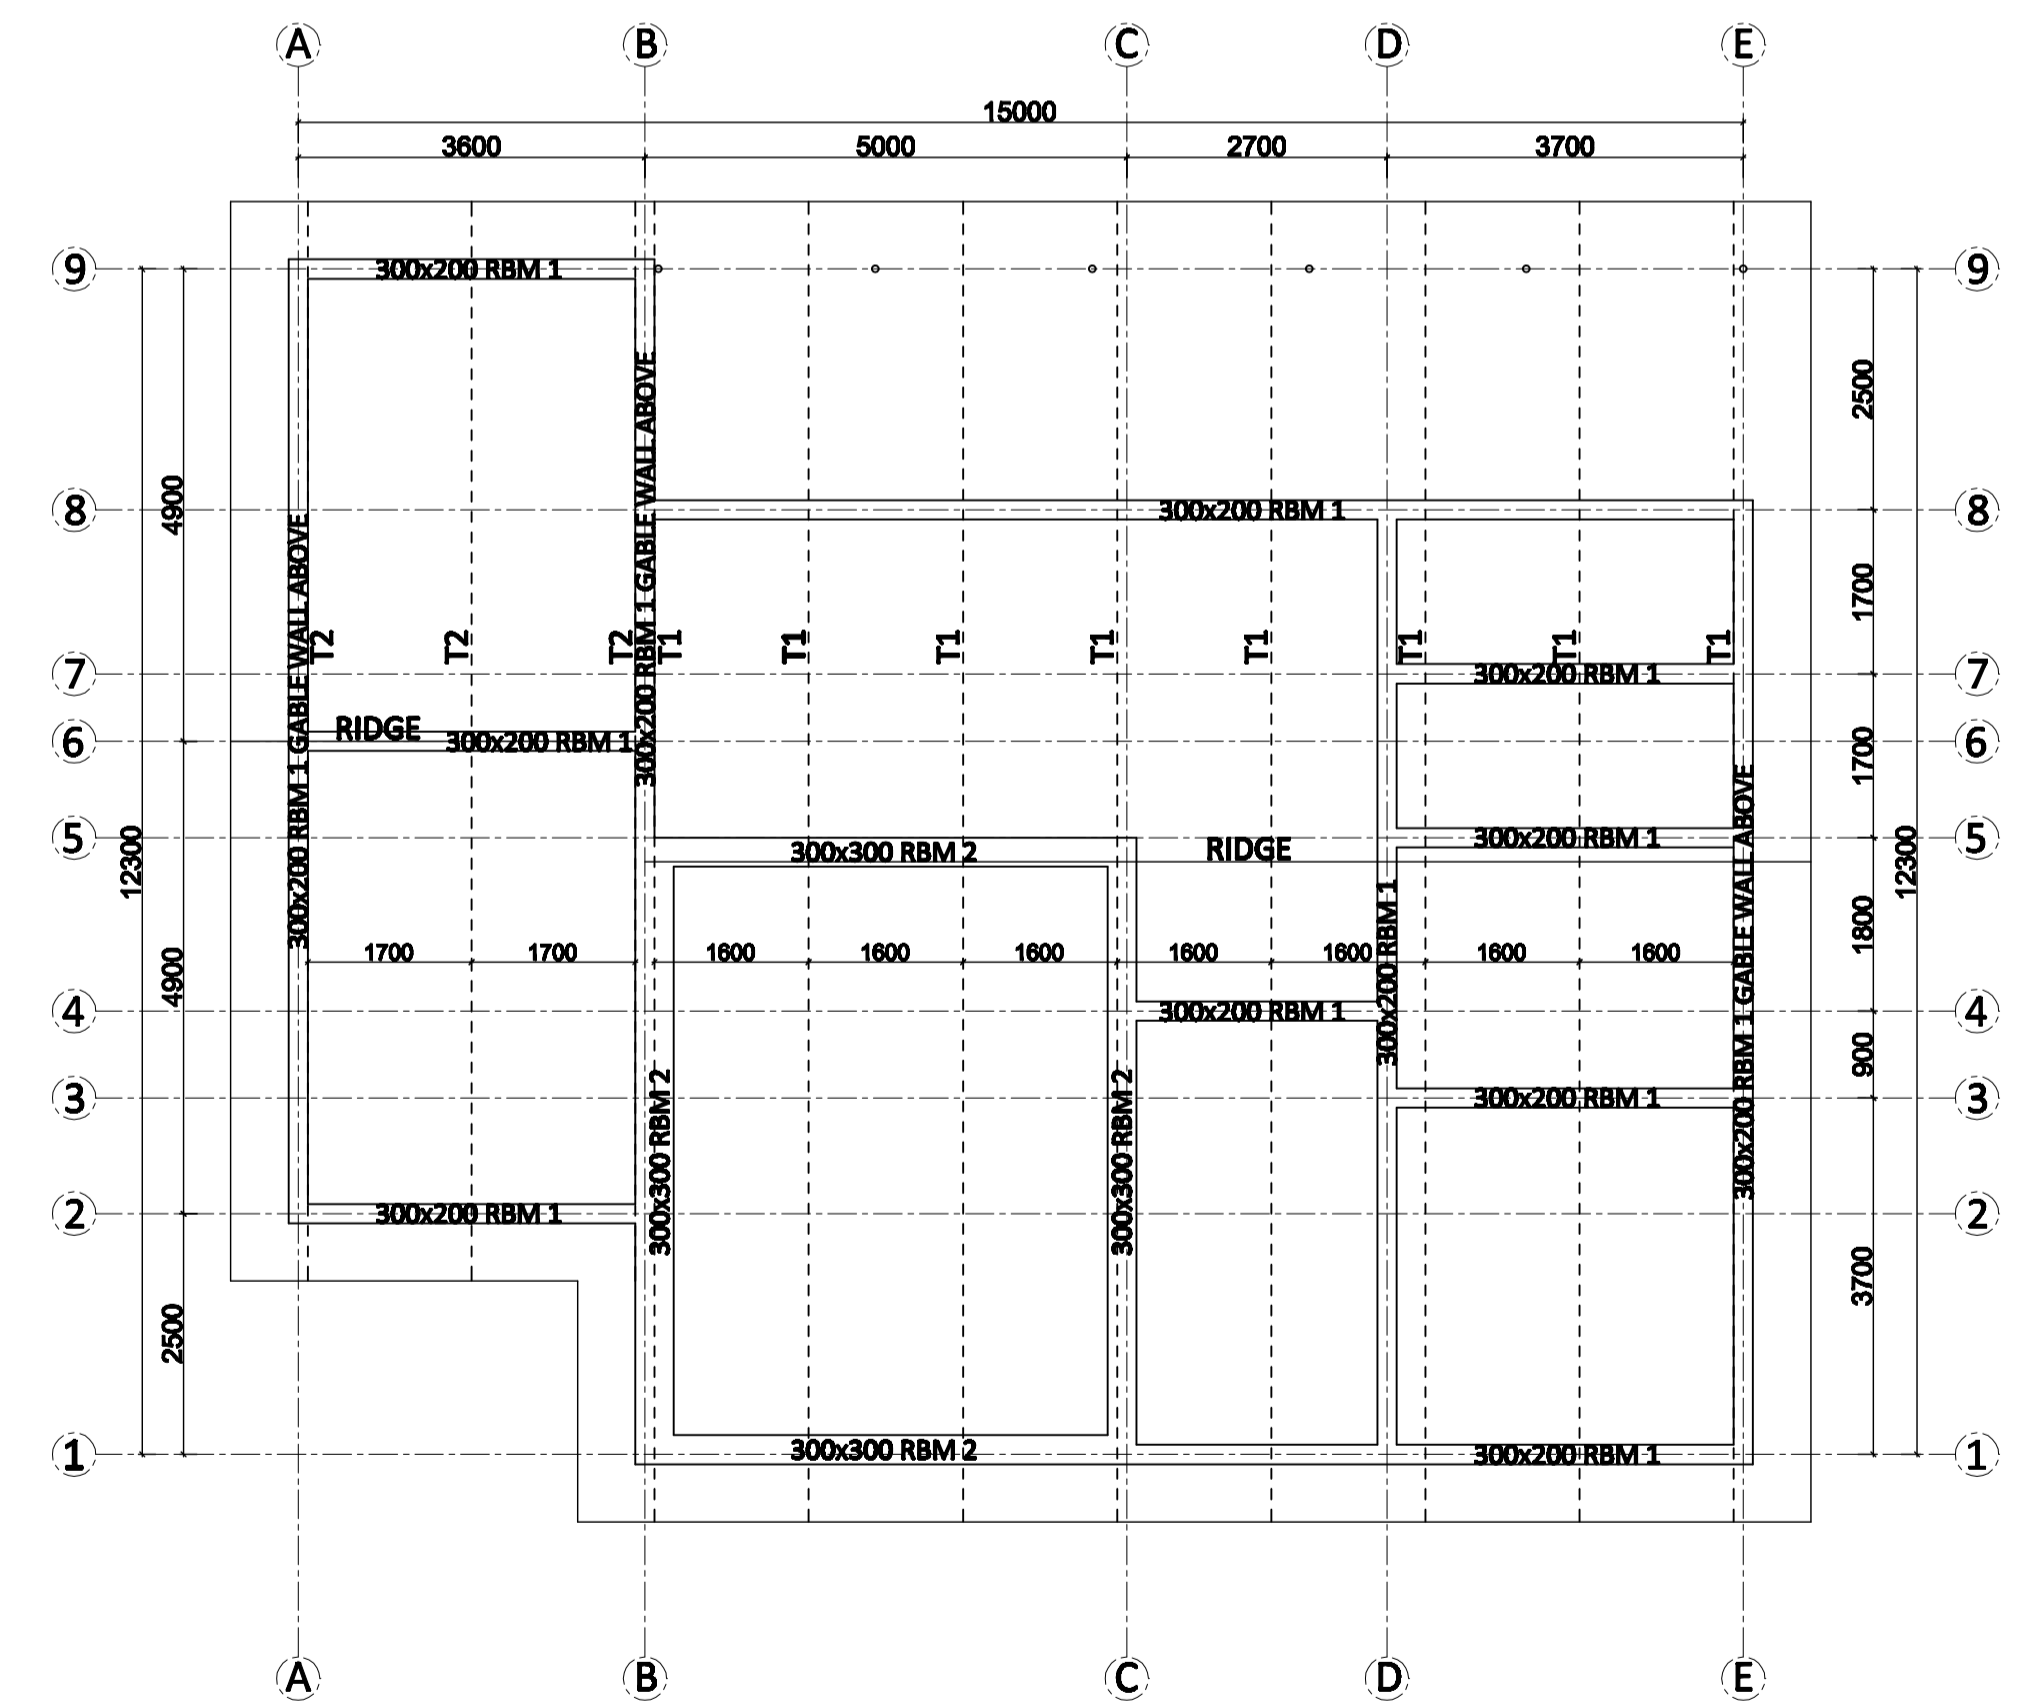 A B C D E
15000
3600 5000 2700 3700
9 300x200 RBM 1 9
2500
300x200 RBM 1 GABLE WALL ABOVE
4900
8 300x200 RBM 1 8
300x200 RBM 1 GABLE WALL ABOVE
1700
T2 T2 T2 T1 T1 T1 T1 T1 T1 T1 T1
7 300x200 RBM 1 7
RIDGE
6 300x200 RBM 1 6
1700
300x200 RBM 1 GABLE WALL ABOVE
5 300x200 RBM 1 5
300x300 RBM 2 RIDGE
12300 12300
1800
300x200 RBM 1
1700 1700 1600 1600 1600 1600 1600 1600 1600
4900
4 300x200 RBM 1 4
900
3 300x200 RBM 1 3
300x300 RBM 2 300x300 RBM 2
2 300x200 RBM 1 2
3700
2500
1 300x300 RBM 2 300x200 RBM 1 1
A B C D E